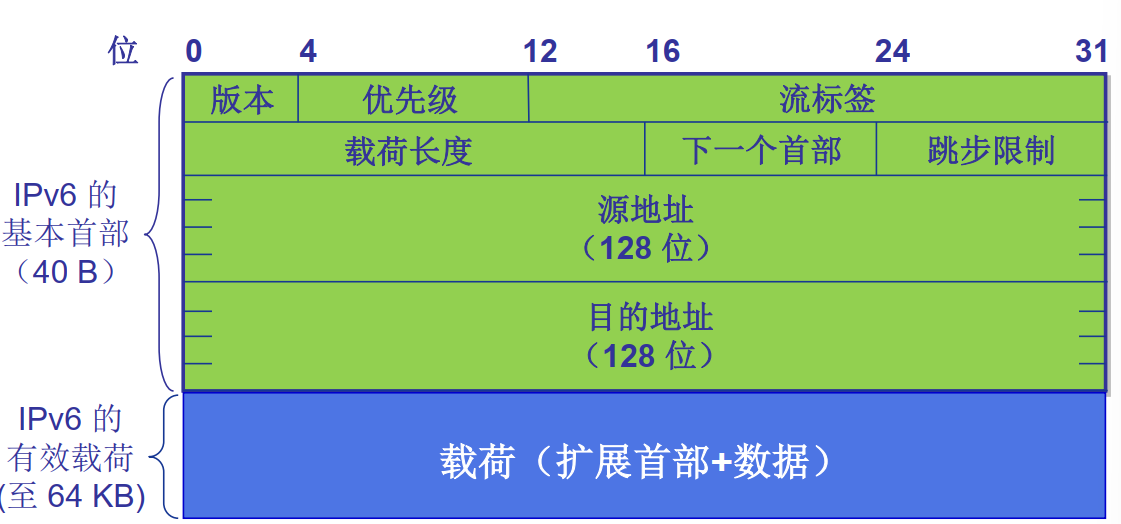 位 0 4 12 16 24 31
版本 优先级 流标签
载荷长度 下一个首部 跳步限制
IPv6 的
基本首部
（40 B）
源地址
（128 位）
目的地址
（128 位）
IPv6 的
有效载荷
(至 64 KB)
载荷（扩展首部+数据）